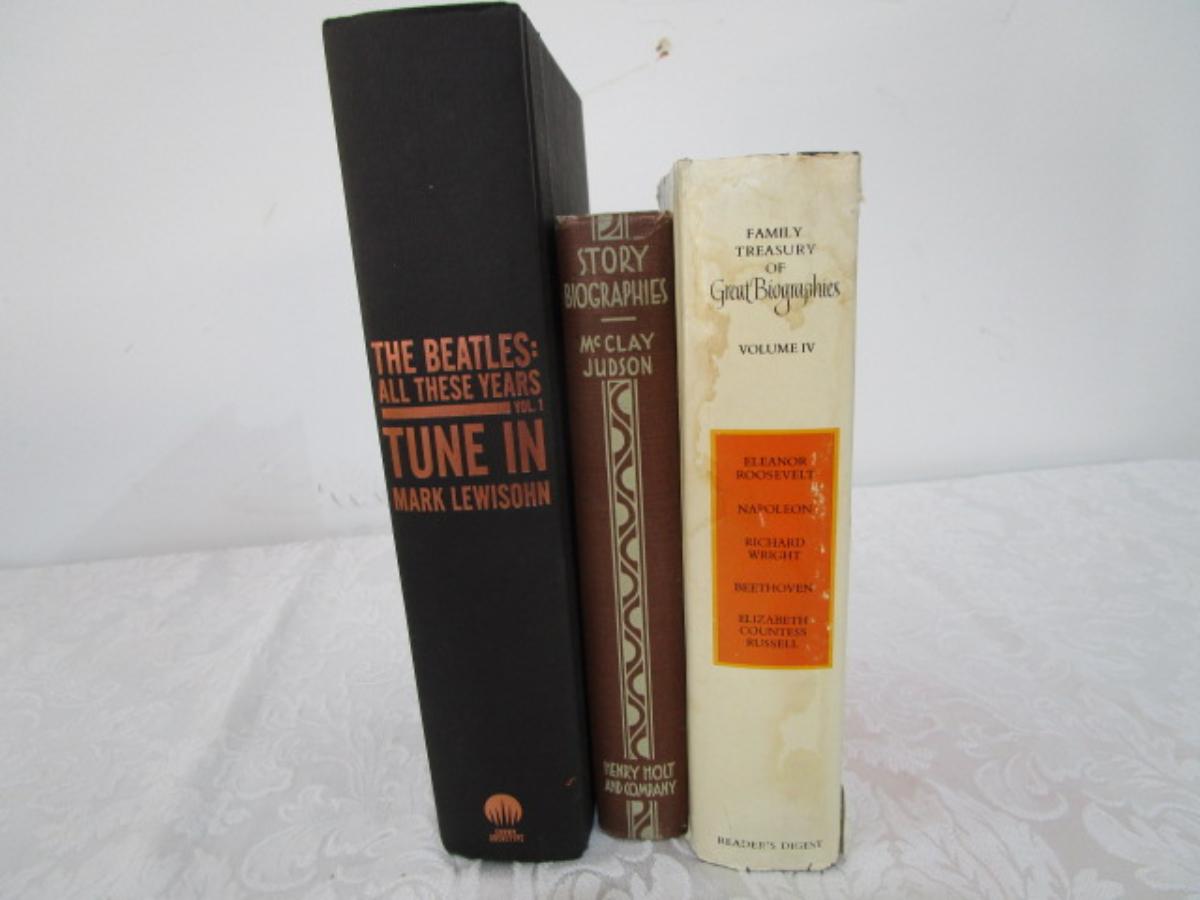 THE BEATLES:
ALL THESE YEARS
VOL. 1
TUNE IN
MARK LEWISOHN
STORY
BIOGRAPHIES
McCLAY
JUDSON
HENRY HOLT
AND COMPANY
FAMILY
TREASURY
OF
Great Biographies
VOLUME IV
ELEANOR
ROOSEVELT
NAPOLEON
RICHARD
WRIGHT
BEETHOVEN
ELIZABETH
COUNTESS
RUSSELL
READER'S DIGEST